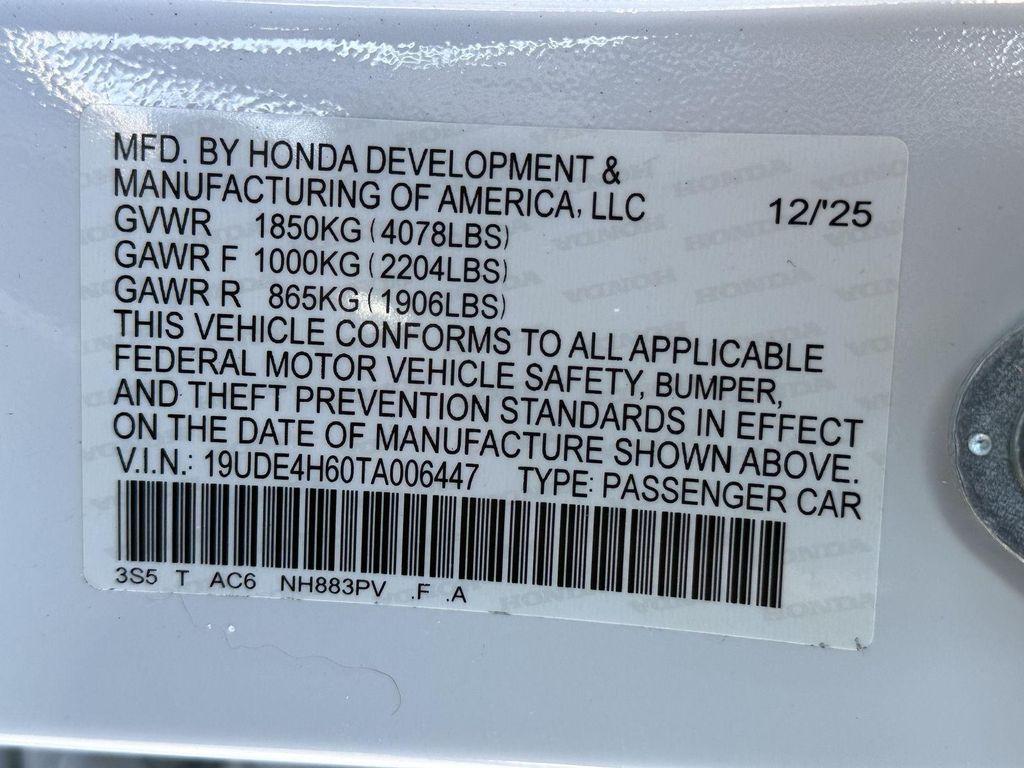 MFD. BY HONDA DEVELOPMENT &
MANUFACTURING OF AMERICA, LLC 12/'25
GVWR 1850KG (4078LBS)
GAWR F 1000KG (2204LBS)
GAWR R 865KG (1906LBS)
THIS VEHICLE CONFORMS TO ALL APPLICABLE
FEDERAL MOTOR VEHICLE SAFETY, BUMPER,
AND THEFT PREVENTION STANDARDS IN EFFECT
ON THE DATE OF MANUFACTURE SHOWN ABOVE.
V.I.N.: 19UDE4H60TA006447 TYPE: PASSENGER CAR
3S5 T AC6 NH883PV .F .A